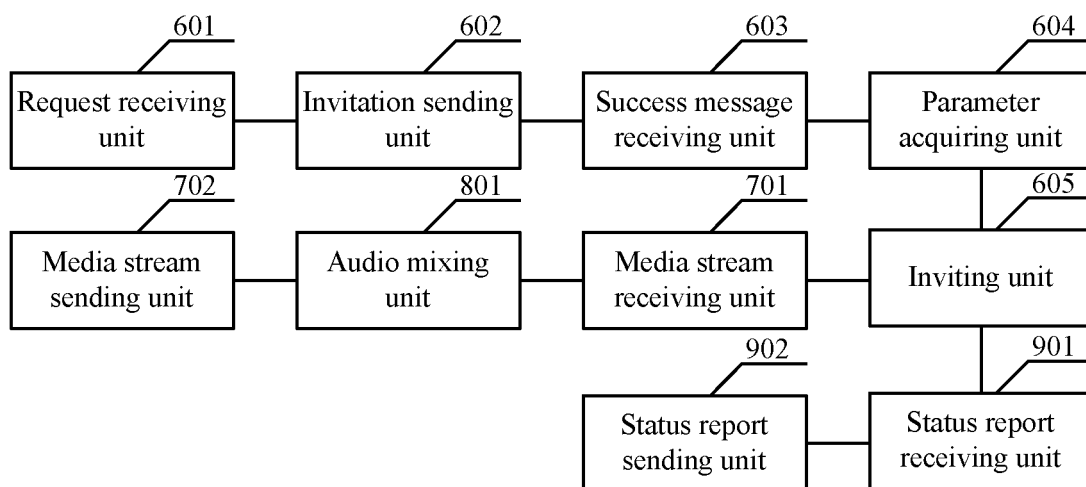 601
602
603
604
Request receiving
unit
Invitation sending
unit
Success message
receiving unit
Parameter
acquiring unit
702
801
701
605
Media stream
sending unit
Audio mixing
unit
Media stream
receiving unit
Inviting unit
902
901
Status report
sending unit
Status report
receiving unit